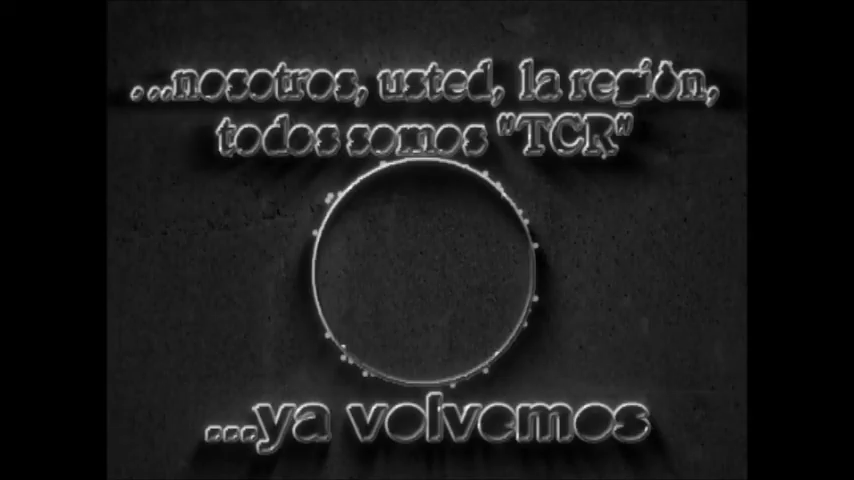 ...nosotros, usted, la región,
todos somos "TCR"
...ya volvemos